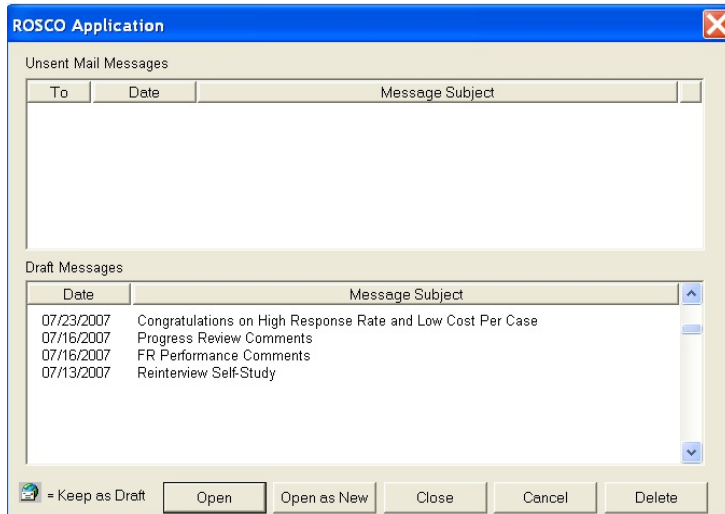 ROSCO Application
Unsent Mail Messages
To Date Message Subject
Draft Messages
Date Message Subject
07/23/2007 Congratulations on High Response Rate and Low Cost Per Case
07/16/2007 Progress Review Comments
07/16/2007 FR Performance Comments
07/13/2007 Reinterview Self-Study
= Keep as Draft Open Open as New Close Cancel Delete